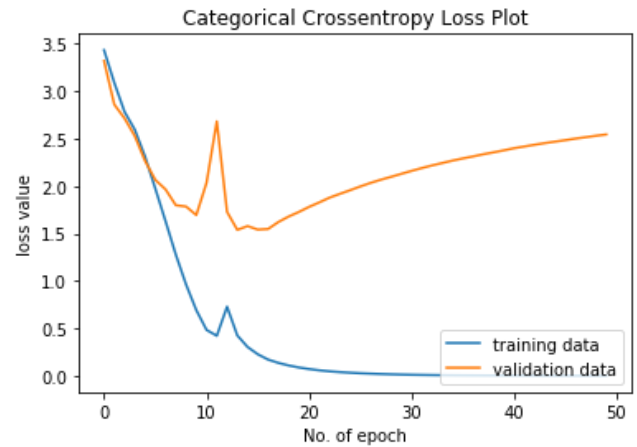 Categorical Crossentropy Loss Plot
3.5
3.0
2.5
2.0
1.5
1.0
0.5
0.0
loss value
training data
validation data
0 10 20 30 40 50
No. of epoch